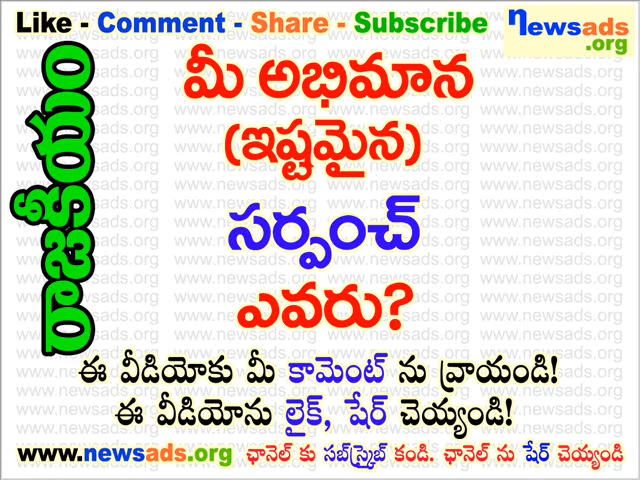 Like - Comment - Share - Subscribe
newsads
.org
రాజకీయం
మీ అభిమాన
(ఇష్టమైన)
సర్పంచ్
ఎవరు?
ఈ వీడియోకు మీ కామెంట్ ను వ్రాయండి!
ఈ వీడియోను లైక్, షేర్ చెయ్యండి!
www.newsads.org ఛానెల్ కు సబ్‌స్క్రైబ్ కండి. ఛానెల్ ను షేర్ చెయ్యండి